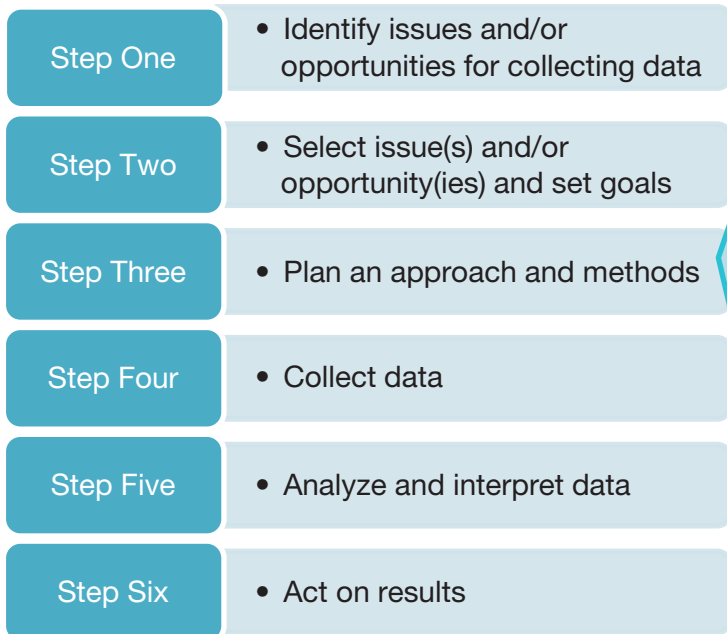 Step One
• Identify issues and/or
opportunities for collecting data
Step Two
• Select issue(s) and/or
opportunity(ies) and set goals
Step Three
• Plan an approach and methods
Step Four
• Collect data
Step Five
• Analyze and interpret data
Step Six
• Act on results